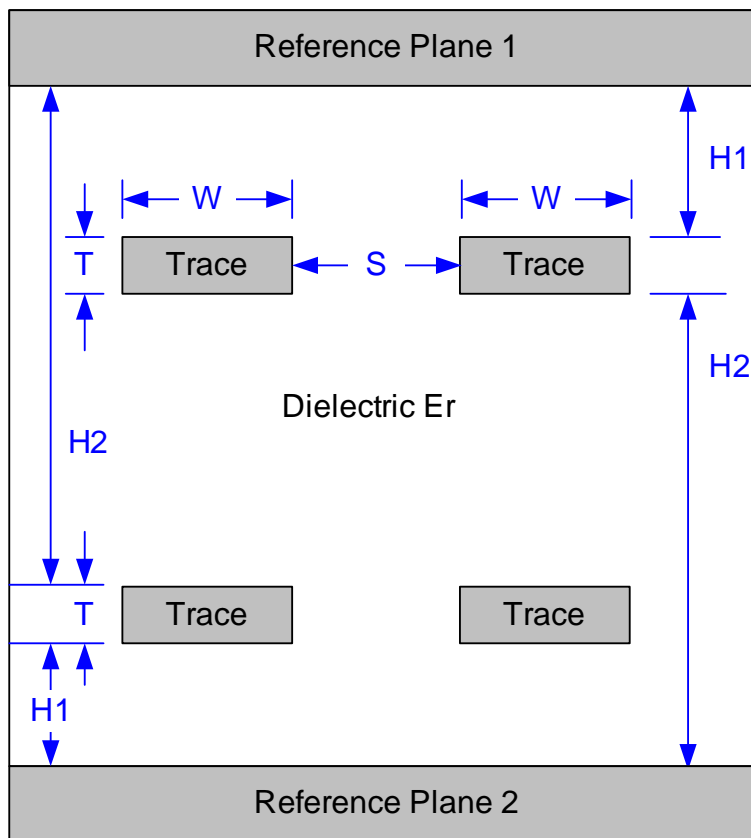 Reference Plane 1
H1
W
W
T
Trace
S
Trace
H2
Dielectric Er
H2
T
Trace
Trace
H1
Reference Plane 2